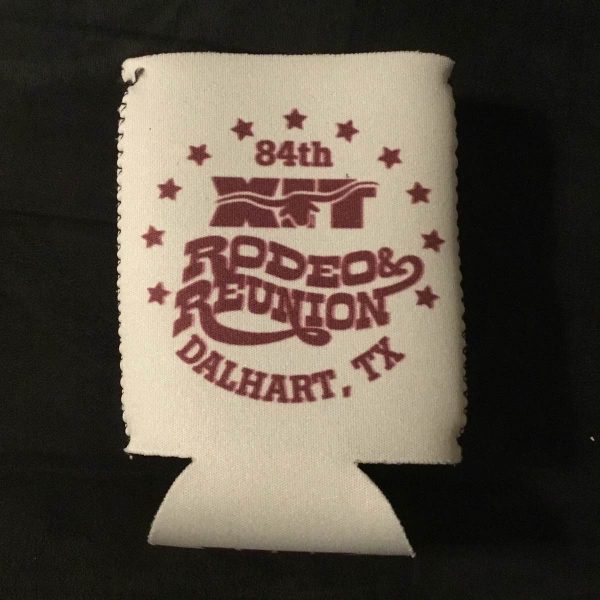 84th
XIT
RODEO &
REUNION
DALHART, TX